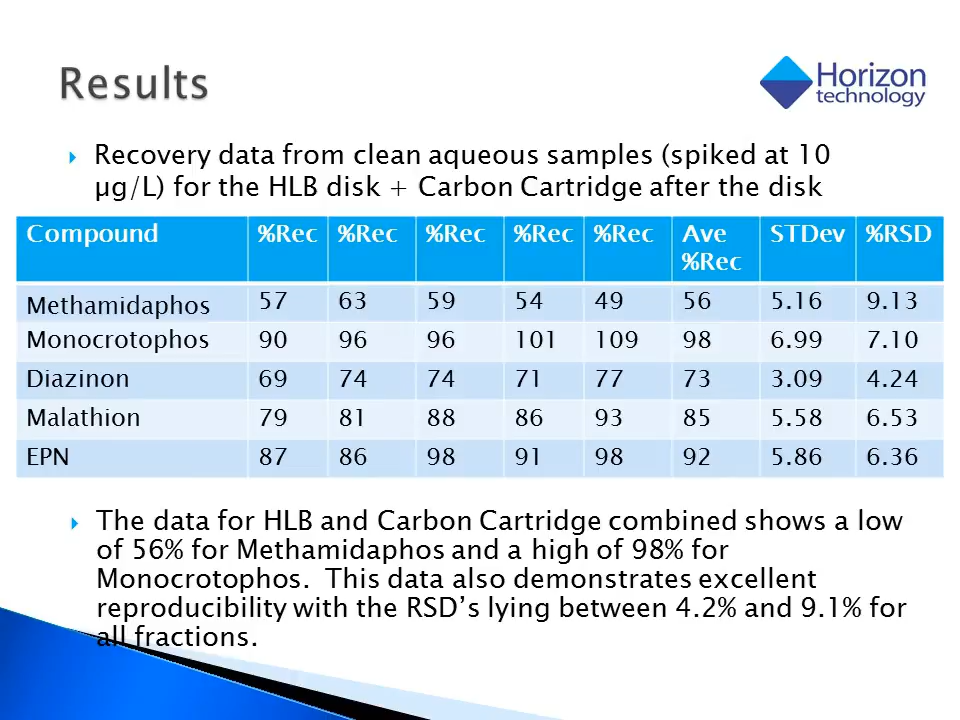 Results
Horizon
technology
Recovery data from clean aqueous samples (spiked at 10
µg/L) for the HLB disk + Carbon Cartridge after the disk
Compound %Rec %Rec %Rec %Rec %Rec Ave %Rec STDev %RSD
Methamidaphos 57 63 59 54 49 56 5.16 9.13
Monocrotophos 90 96 96 101 109 98 6.99 7.10
Diazinon 69 74 74 71 77 73 3.09 4.24
Malathion 79 81 88 86 93 85 5.58 6.53
EPN 87 86 98 91 98 92 5.86 6.36
The data for HLB and Carbon Cartridge combined shows a low
of 56% for Methamidaphos and a high of 98% for
Monocrotophos. This data also demonstrates excellent
reproducibility with the RSD’s lying between 4.2% and 9.1% for
all fractions.